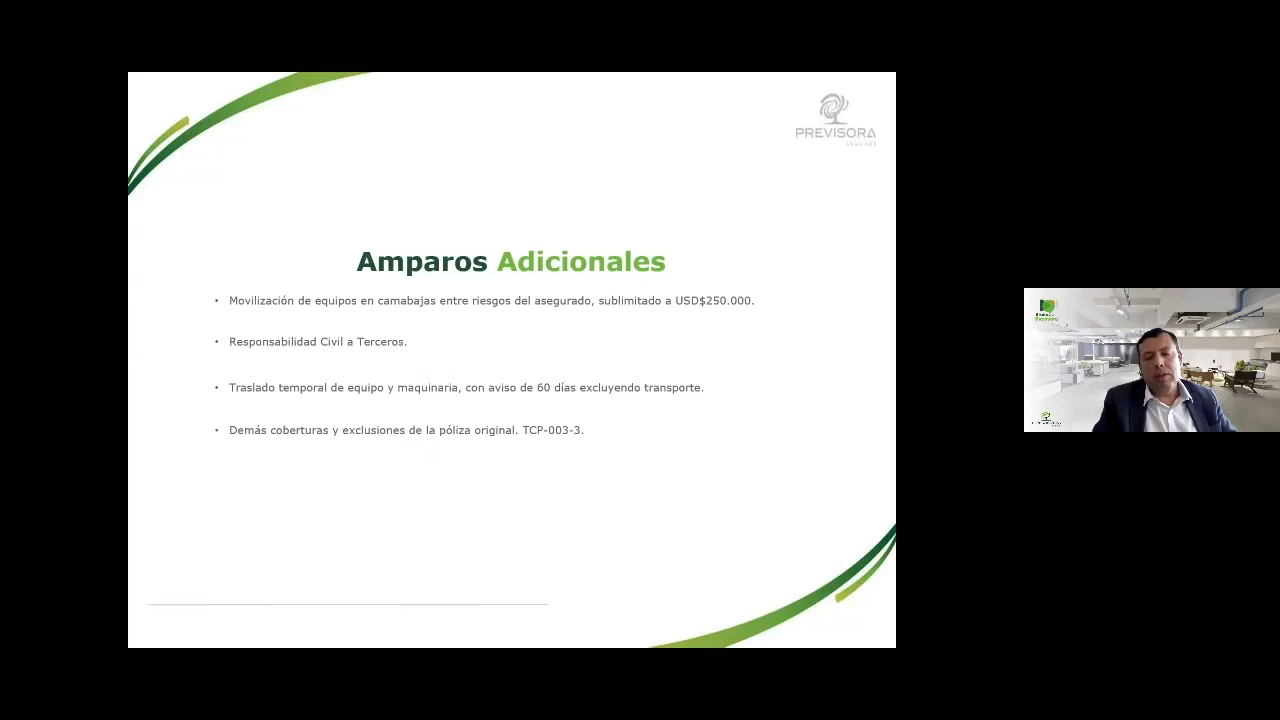 PREVISORA
SEGUROS
Amparos Adicionales
• Movilización de equipos en camabajas entre riesgos del asegurado, sublimitado a USD$250.000.
• Responsabilidad Civil a Terceros.
• Traslado temporal de equipo y maquinaria, con aviso de 60 días excluyendo transporte.
• Demás coberturas y exclusiones de la póliza original. TCP-003-3.
Previsora